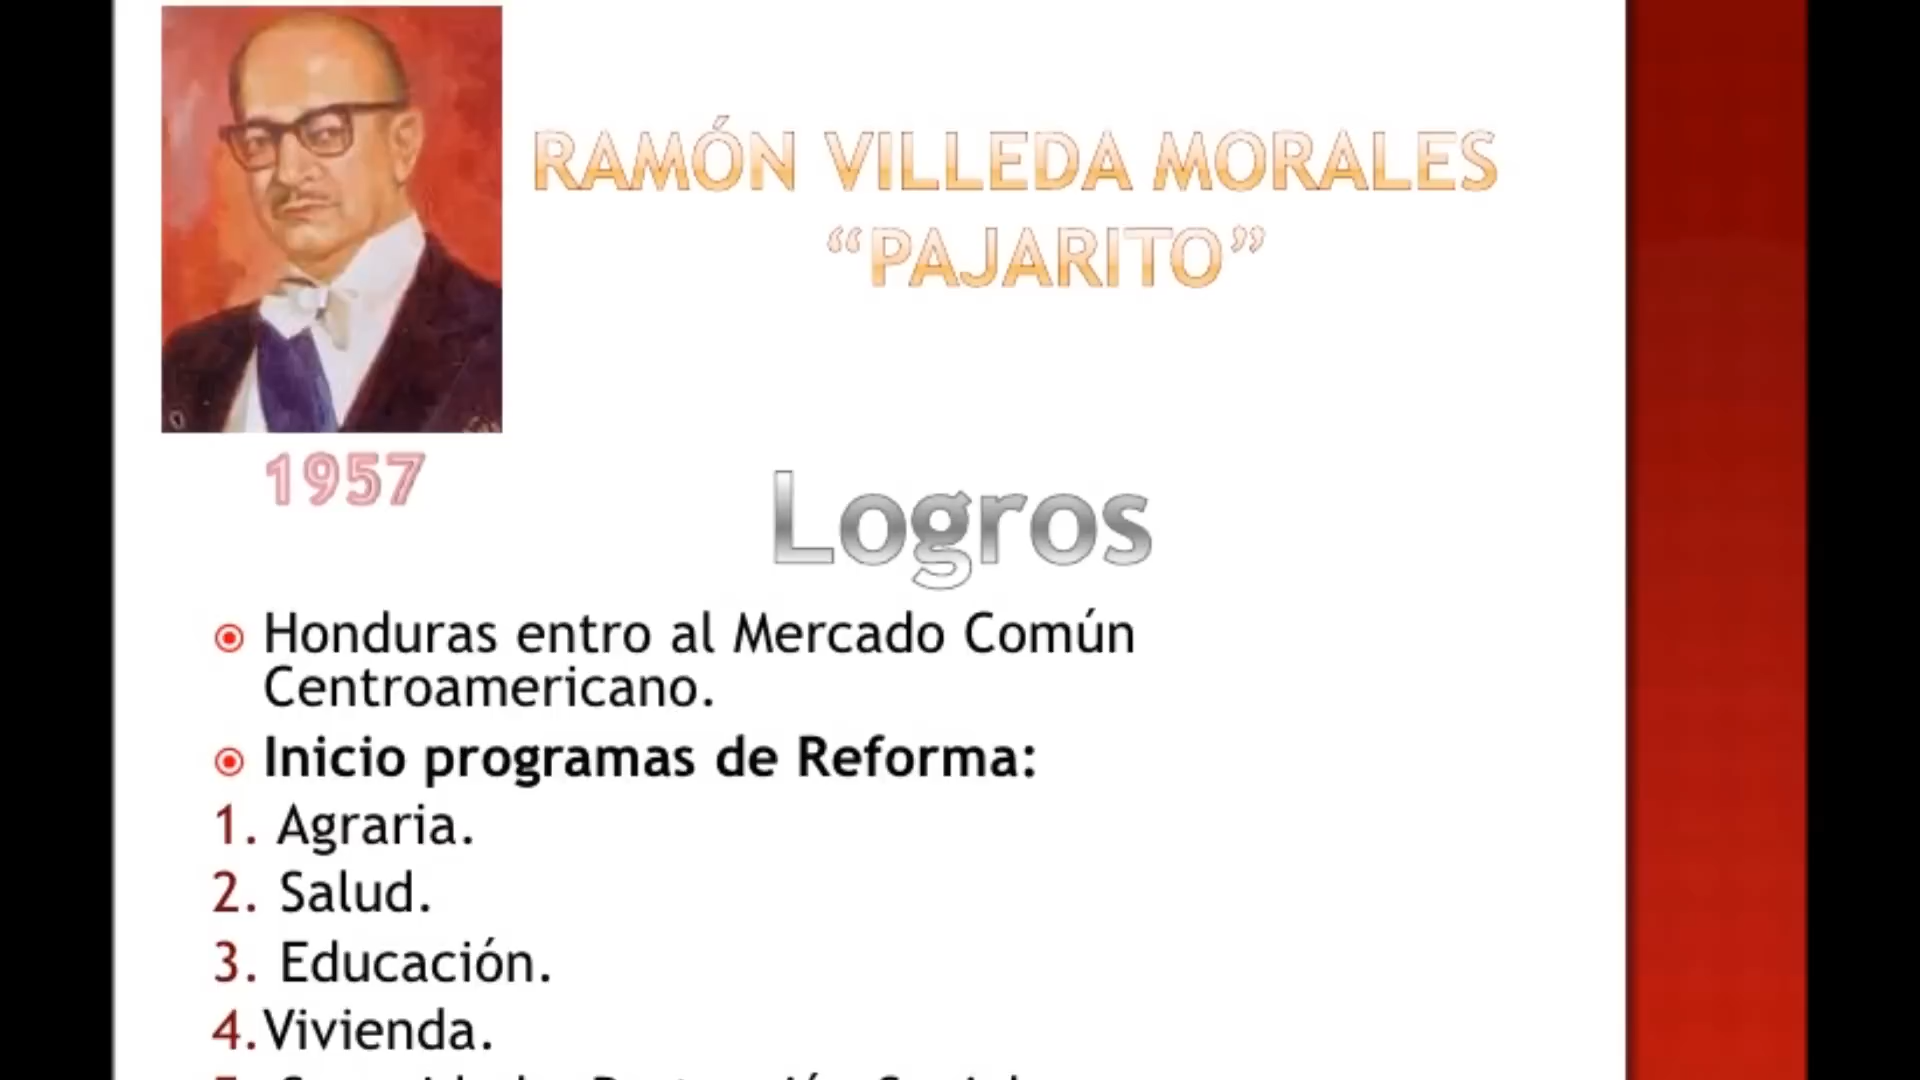 RAMÓN VILLEDA MORALES
“PAJARITO”
1957
Logros
Honduras entro al Mercado Común
Centroamericano.
Inicio programas de Reforma:
1. Agraria.
2. Salud.
3. Educación.
4. Vivienda.